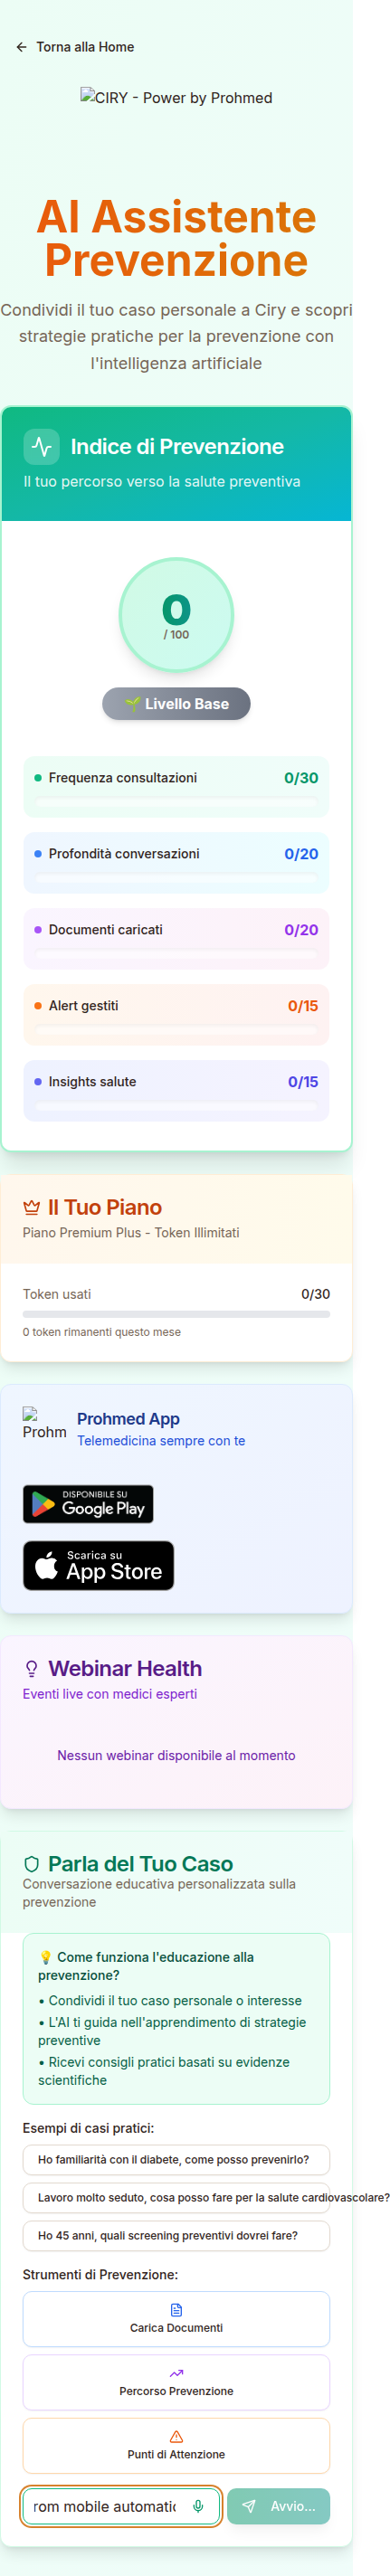 Torna alla Home
CIRY - Power by Prohmed
AI Assistente
Prevenzione
Condividi il tuo caso personale a Ciry e scopri
strategie pratiche per la prevenzione con
l'intelligenza artificiale
Indice di Prevenzione
Il tuo percorso verso la salute preventiva
0
/ 100
🌱 Livello Base
Frequenza consultazioni 0/30
Profondità conversazioni 0/20
Documenti caricati 0/20
Alert gestiti 0/15
Insights salute 0/15
Il Tuo Piano
Piano Premium Plus - Token Illimitati
Token usati 0/30
0 token rimanenti questo mese
Prohm
Prohmed App
Telemedicina sempre con te
DISPONIBILE SU
Google Play
Scarica su
App Store
Webinar Health
Eventi live con medici esperti
Nessun webinar disponibile al momento
Parla del Tuo Caso
Conversazione educativa personalizzata sulla
prevenzione
💡 Come funziona l'educazione alla
prevenzione?
• Condividi il tuo caso personale o interesse
• L'AI ti guida nell'apprendimento di strategie
preventive
• Ricevi consigli pratici basati su evidenze
scientifiche
Esempi di casi pratici:
Ho familiarità con il diabete, come posso prevenirlo?
Lavoro molto seduto, cosa posso fare per la salute cardiovascolare?
Ho 45 anni, quali screening preventivi dovrei fare?
Strumenti di Prevenzione:
Carica Documenti
Percorso Prevenzione
Punti di Attenzione
rom mobile automatic
Avvio...